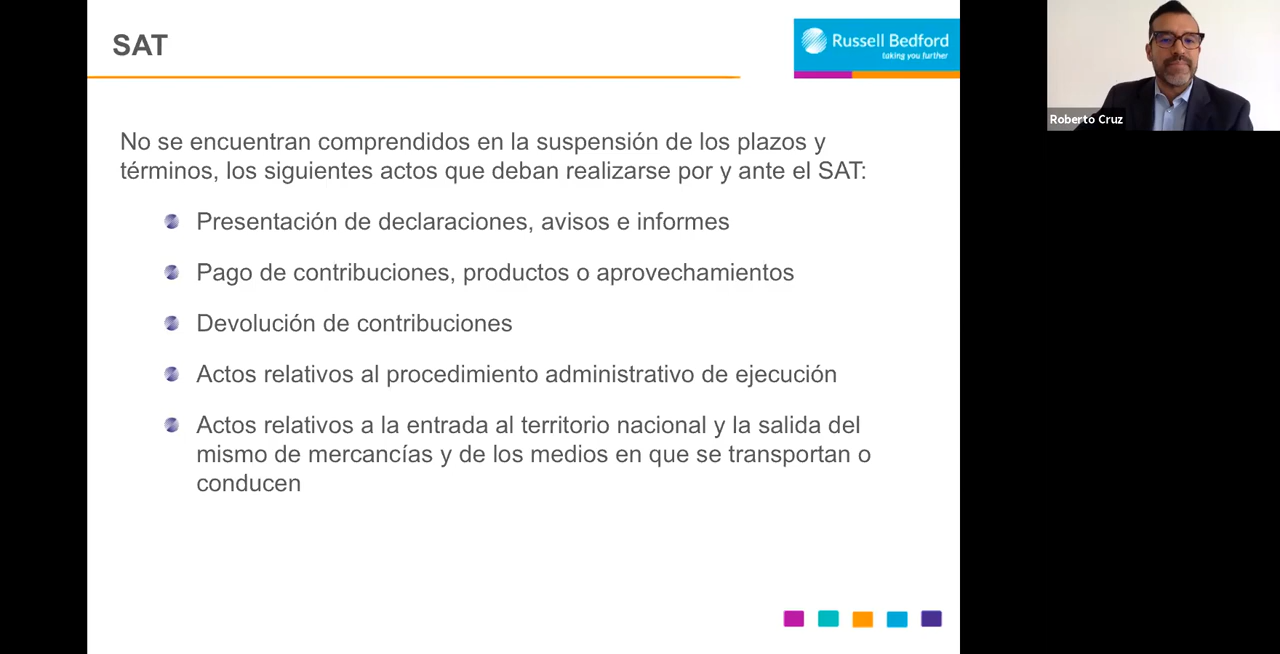 SAT
Russell Bedford
taking you further
Roberto Cruz
No se encuentran comprendidos en la suspensión de los plazos y
términos, los siguientes actos que deban realizarse por y ante el SAT:
Presentación de declaraciones, avisos e informes
Pago de contribuciones, productos o aprovechamientos
Devolución de contribuciones
Actos relativos al procedimiento administrativo de ejecución
Actos relativos a la entrada al territorio nacional y la salida del
mismo de mercancías y de los medios en que se transportan o
conducen